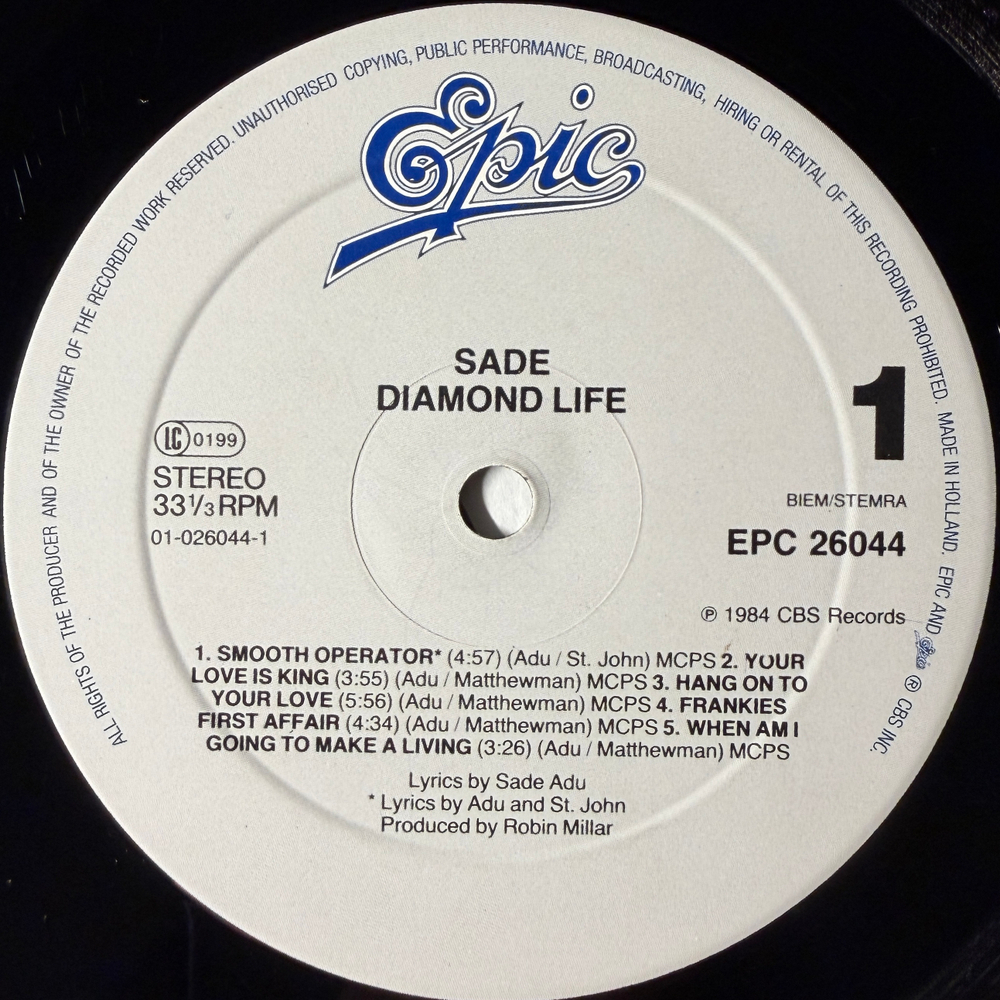 ALL RIGHTS OF THE PRODUCER AND OF THE OWNER OF THE RECORDED WORK RESERVED. UNAUTHORISED COPYING, PUBLIC PERFORMANCE, BROADCASTING, HIRING OR RENTAL OF THIS RECORDING PROHIBITED. MADE IN HOLLAND. EPIC AND Epic ® CBS INC.
Epic
SADE
DIAMOND LIFE
1
LC 0199
STEREO
33 1/3 RPM
01-026044-1
BIEM/STEMRA
EPC 26044
℗ 1984 CBS Records
1. SMOOTH OPERATOR* (4:57) (Adu / St. John) MCPS 2. YOUR
LOVE IS KING (3:55) (Adu / Matthewman) MCPS 3. HANG ON TO
YOUR LOVE (5:56) (Adu / Matthewman) MCPS 4. FRANKIES
FIRST AFFAIR (4:34) (Adu / Matthewman) MCPS 5. WHEN AM I
GOING TO MAKE A LIVING (3:26) (Adu / Matthewman) MCPS
Lyrics by Sade Adu
* Lyrics by Adu and St. John
Produced by Robin Millar